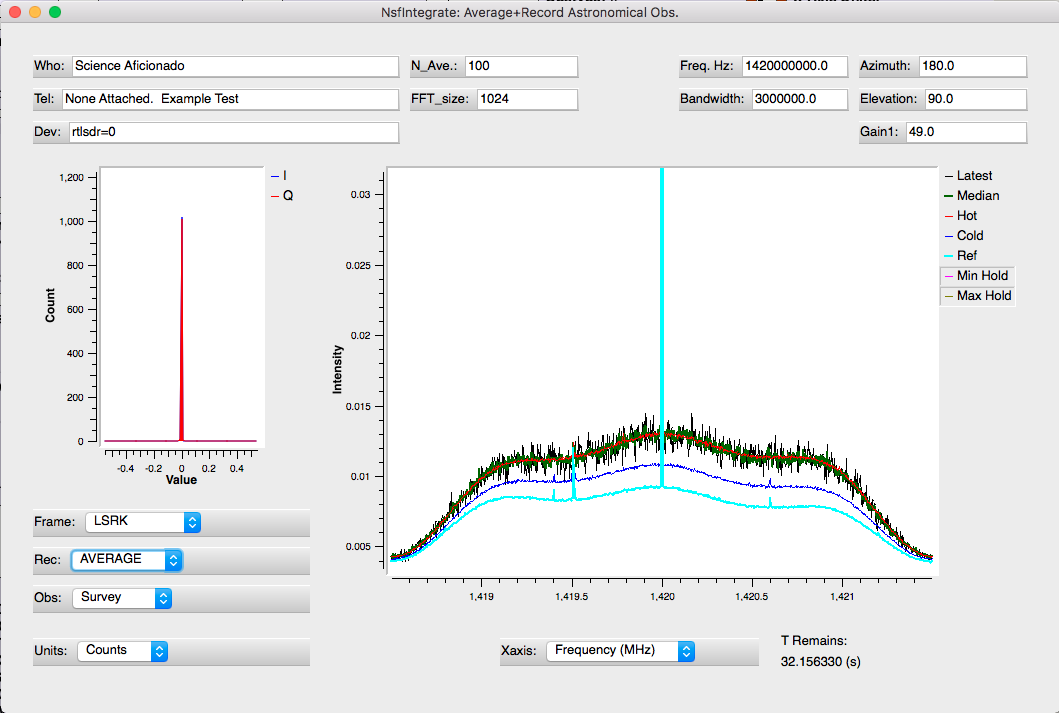 NsfIntegrate: Average+Record Astronomical Obs.
Who: Science Aficionado N_Ave.: 100 Freq. Hz: 1420000000.0 Azimuth: 180.0
Tel: None Attached. Example Test FFT_size: 1024 Bandwidth: 3000000.0 Elevation: 90.0
Dev: rtlsdr=0 Gain1: 49.0
1,200
1,000
800
600
400
200
0
Count
-0.4 -0.2 0 0.2 0.4
Value
I
Q
0.03
0.025
0.02
0.015
0.01
0.005
Intensity
1,419 1,419.5 1,420 1,420.5 1,421
Latest
Median
Hot
Cold
Ref
Min Hold
Max Hold
Frame: LSRK
Rec: AVERAGE
Obs: Survey
Units: Counts
Xaxis: Frequency (MHz)
T Remains:
32.156330 (s)